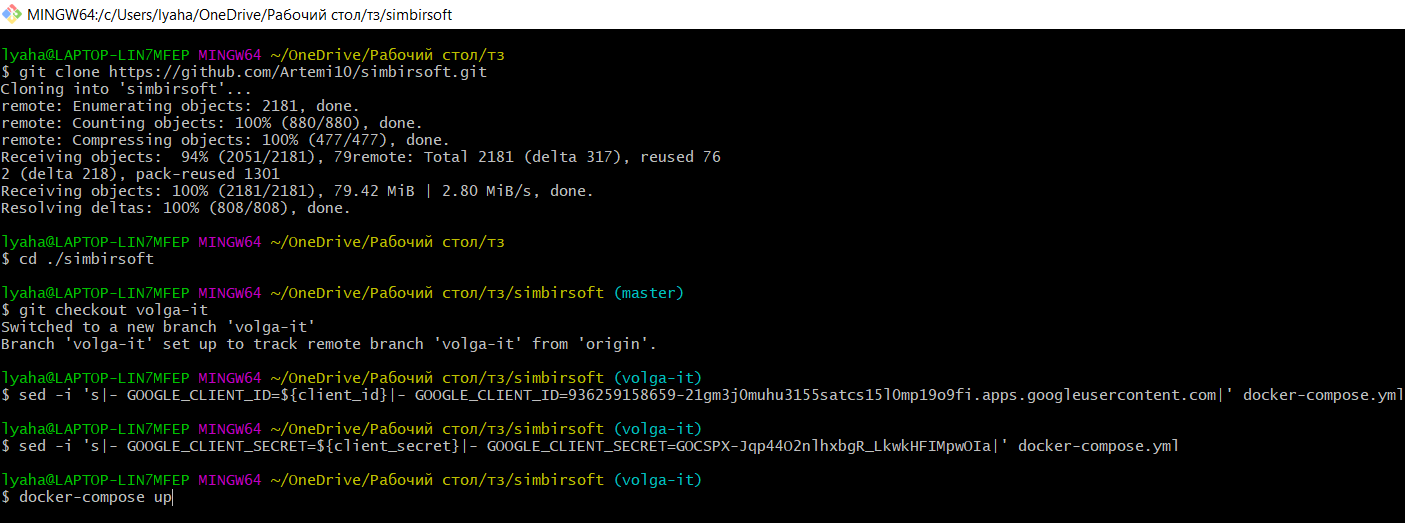 MINGW64:/c/Users/lyaha/OneDrive/Рабочий стол/тз/simbirsoft
lyaha@LAPTOP-LIN7MFEP MINGW64 ~/OneDrive/Рабочий стол/тз
$ git clone https://github.com/Artemi10/simbirsoft.git
Cloning into 'simbirsoft'...
remote: Enumerating objects: 2181, done.
remote: Counting objects: 100% (880/880), done.
remote: Compressing objects: 100% (477/477), done.
Receiving objects:  94% (2051/2181), 79remote: Total 2181 (delta 317), reused 76
2 (delta 218), pack-reused 1301
Receiving objects: 100% (2181/2181), 79.42 MiB | 2.80 MiB/s, done.
Resolving deltas: 100% (808/808), done.
lyaha@LAPTOP-LIN7MFEP MINGW64 ~/OneDrive/Рабочий стол/тз
$ cd ./simbirsoft
lyaha@LAPTOP-LIN7MFEP MINGW64 ~/OneDrive/Рабочий стол/тз/simbirsoft (master)
$ git checkout volga-it
Switched to a new branch 'volga-it'
Branch 'volga-it' set up to track remote branch 'volga-it' from 'origin'.
lyaha@LAPTOP-LIN7MFEP MINGW64 ~/OneDrive/Рабочий стол/тз/simbirsoft (volga-it)
$ sed -i 's|- GOOGLE_CLIENT_ID=${client_id}|- GOOGLE_CLIENT_ID=936259158659-21gm3j0muhu3155satcs15l0mp19o9fi.apps.googleusercontent.com|' docker-compose.yml
lyaha@LAPTOP-LIN7MFEP MINGW64 ~/OneDrive/Рабочий стол/тз/simbirsoft (volga-it)
$ sed -i 's|- GOOGLE_CLIENT_SECRET=${client_secret}|- GOOGLE_CLIENT_SECRET=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|' docker-compose.yml
lyaha@LAPTOP-LIN7MFEP MINGW64 ~/OneDrive/Рабочий стол/тз/simbirsoft (volga-it)
$ docker-compose up